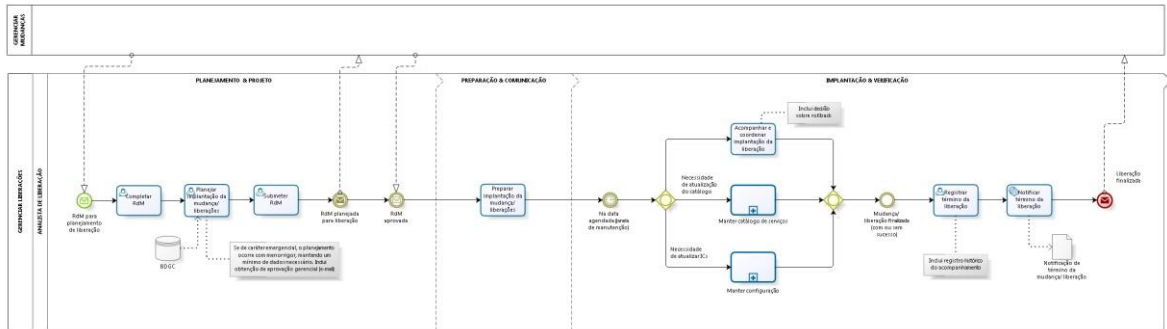 GERENCIAR
MUDANÇAS
GERENCIAR LIBERAÇÕES
ANALISTA DE LIBERAÇÃO
PLANEJAMENTO & PROJETO
PREPARAÇÃO & COMUNICAÇÃO
IMPLANTAÇÃO & VERIFICAÇÃO
RdM para
planejamento
de liberação
Completar
RdM
Planejar
implantação da
mudança/
liberações
Submeter
RdM
RdM planejada
para liberação
RdM
aprovada
BDGC
Se de caráter emergencial, o planejamento
ocorre com menor rigor, mantendo um
mínimo de dados necessário. Inclui
obtenção de aprovação gerencial (e-mail)
Preparar
implantação da
mudança/
liberações
Na data
agendada (janela
de manutenção)
Inclui decisão
sobre rollback
Acompanhar e
coordenar
implantação da
liberação
Necessidade
de atualização
do catálogo
Manter catálogo de serviços
Necessidade
de atualizar ICs
Manter configuração
Mudança/
liberação finalizada
(com ou sem
sucesso)
Registrar
término da
liberação
Notificar
término da
liberação
Liberação
finalizada
Inclui registro histórico
do acompanhamento
Notificação de
término da
mudança/ liberação